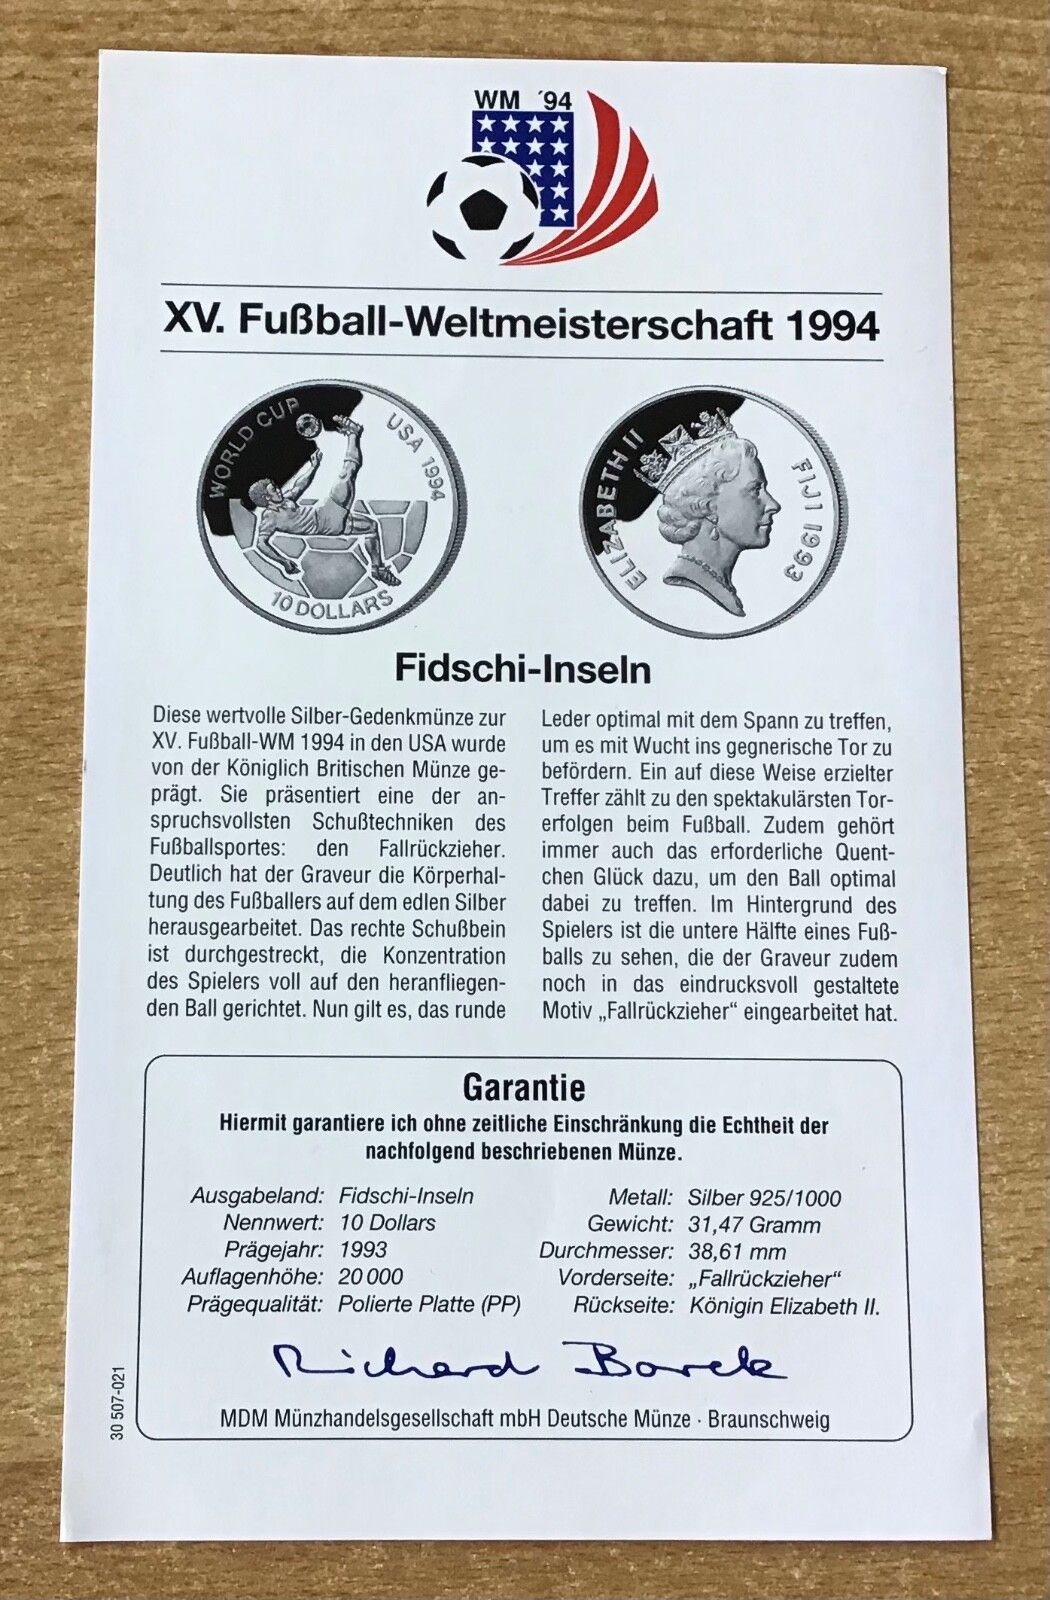 WM ´94
XV. Fußball-Weltmeisterschaft 1994
WORLD CUP
USA 1994
10 DOLLARS
ELIZABETH II
FIJI 1993
Fidschi-Inseln
Diese wertvolle Silber-Gedenkmünze zur
XV. Fußball-WM 1994 in den USA wurde
von der Königlich Britischen Münze ge-
prägt. Sie präsentiert eine der an-
spruchsvollsten Schußtechniken des
Fußballsportes: den Fallrückzieher.
Deutlich hat der Graveur die Körperhal-
tung des Fußballers auf dem edlen Silber
herausgearbeitet. Das rechte Schußbein
ist durchgestreckt, die Konzentration
des Spielers voll auf den heranfliegen-
den Ball gerichtet. Nun gilt es, das runde
Leder optimal mit dem Spann zu treffen,
um es mit Wucht ins gegnerische Tor zu
befördern. Ein auf diese Weise erzielter
Treffer zählt zu den spektakulärsten Tor-
erfolgen beim Fußball. Zudem gehört
immer auch das erforderliche Quent-
chen Glück dazu, um den Ball optimal
dabei zu treffen. Im Hintergrund des
Spielers ist die untere Hälfte eines Fuß-
balls zu sehen, die der Graveur zudem
noch in das eindrucksvoll gestaltete
Motiv „Fallrückzieher“ eingearbeitet hat.
Garantie
Hiermit garantiere ich ohne zeitliche Einschränkung die Echtheit der
nachfolgend beschriebenen Münze.
Ausgabeland: Fidschi-Inseln
Nennwert: 10 Dollars
Prägejahr: 1993
Auflagenhöhe: 20 000
Prägequalität: Polierte Platte (PP)
Metall: Silber 925/1000
Gewicht: 31,47 Gramm
Durchmesser: 38,61 mm
Vorderseite: „Fallrückzieher“
Rückseite: Königin Elizabeth II.
Richard Borek
MDM Münzhandelsgesellschaft mbH Deutsche Münze · Braunschweig
30 507-021